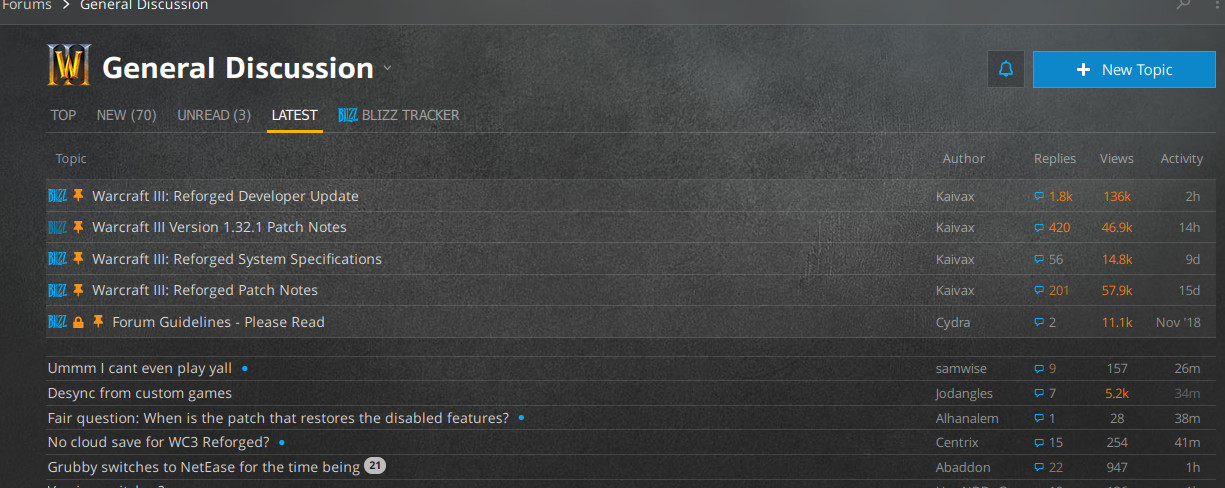 Forums > General Discussion
General Discussion
+ New Topic
TOP NEW (70) UNREAD (3) LATEST BLIZZ BLIZZ TRACKER
Topic Author Replies Views Activity
BLIZZ Warcraft III: Reforged Developer Update Kaivax 1.8k 136k 2h
BLIZZ Warcraft III Version 1.32.1 Patch Notes Kaivax 420 46.9k 14h
BLIZZ Warcraft III: Reforged System Specifications Kaivax 56 14.8k 9d
BLIZZ Warcraft III: Reforged Patch Notes Kaivax 201 57.9k 15d
BLIZZ Forum Guidelines - Please Read Cydra 2 11.1k Nov '18
Ummm I cant even play yall samwise 9 157 26m
Desync from custom games Jodangles 7 5.2k 34m
Fair question: When is the patch that restores the disabled features? Alhanalem 1 28 38m
No cloud save for WC3 Reforged? Centrix 15 254 41m
Grubby switches to NetEase for the time being 21 Abaddon 22 947 1h